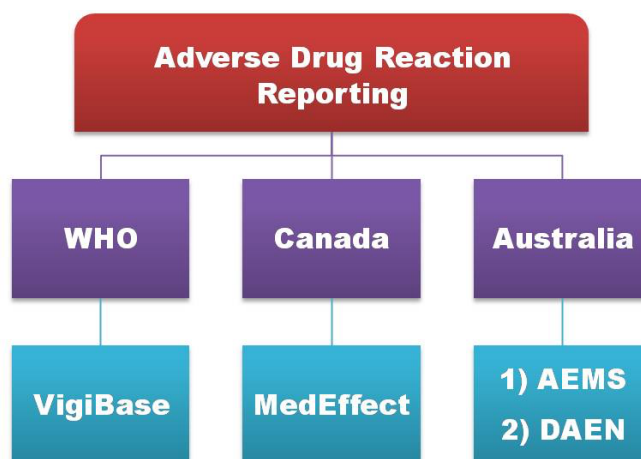 Adverse Drug Reaction
Reporting
WHO
Canada
Australia
VigiBase
MedEffect
1) AEMS
2) DAEN